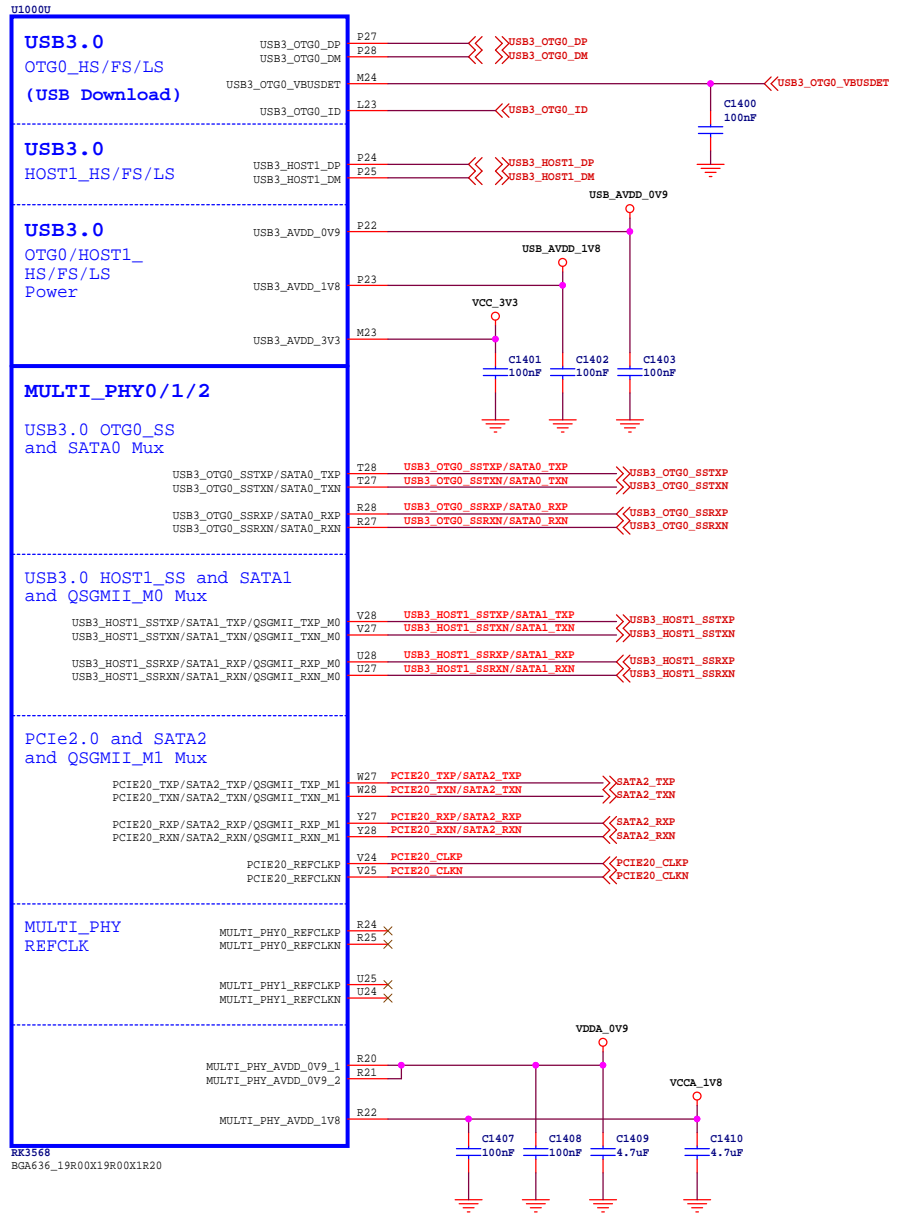 U1000U
USB3.0
OTG0_HS/FS/LS
(USB Download)
USB3_OTG0_DP P27 USB3_OTG0_DP
USB3_OTG0_DM P28 USB3_OTG0_DM
USB3_OTG0_VBUSDET M24 USB3_OTG0_VBUSDET
USB3_OTG0_ID L23 USB3_OTG0_ID
C1400
100nF
USB3.0
HOST1_HS/FS/LS
USB3_HOST1_DP P24 USB3_HOST1_DP
USB3_HOST1_DM P25 USB3_HOST1_DM
USB_AVDD_0V9
USB3.0
OTG0/HOST1_
HS/FS/LS
Power
USB3_AVDD_0V9 P22
USB_AVDD_1V8
USB3_AVDD_1V8 P23
VCC_3V3
USB3_AVDD_3V3 M23
C1401 C1402 C1403
100nF 100nF 100nF
MULTI_PHY0/1/2
USB3.0 OTG0_SS
and SATA0 Mux
USB3_OTG0_SSTXP/SATA0_TXP T28 USB3_OTG0_SSTXP/SATA0_TXP USB3_OTG0_SSTXP
USB3_OTG0_SSTXN/SATA0_TXN T27 USB3_OTG0_SSTXN/SATA0_TXN USB3_OTG0_SSTXN
USB3_OTG0_SSRXP/SATA0_RXP R28 USB3_OTG0_SSRXP/SATA0_RXP USB3_OTG0_SSRXP
USB3_OTG0_SSRXN/SATA0_RXN R27 USB3_OTG0_SSRXN/SATA0_RXN USB3_OTG0_SSRXN
USB3.0 HOST1_SS and SATA1
and QSGMII_M0 Mux
USB3_HOST1_SSTXP/SATA1_TXP/QSGMII_TXP_M0 V28 USB3_HOST1_SSTXP/SATA1_TXP USB3_HOST1_SSTXP
USB3_HOST1_SSTXN/SATA1_TXN/QSGMII_TXN_M0 V27 USB3_HOST1_SSTXN/SATA1_TXN USB3_HOST1_SSTXN
USB3_HOST1_SSRXP/SATA1_RXP/QSGMII_RXP_M0 U28 USB3_HOST1_SSRXP/SATA1_RXP USB3_HOST1_SSRXP
USB3_HOST1_SSRXN/SATA1_RXN/QSGMII_RXN_M0 U27 USB3_HOST1_SSRXN/SATA1_RXN USB3_HOST1_SSRXN
PCIe2.0 and SATA2
and QSGMII_M1 Mux
PCIE20_TXP/SATA2_TXP/QSGMII_TXP_M1 W27 PCIE20_TXP/SATA2_TXP SATA2_TXP
PCIE20_TXN/SATA2_TXN/QSGMII_TXN_M1 W28 PCIE20_TXN/SATA2_TXN SATA2_TXN
PCIE20_RXP/SATA2_RXP/QSGMII_RXP_M1 Y27 PCIE20_RXP/SATA2_RXP SATA2_RXP
PCIE20_RXN/SATA2_RXN/QSGMII_RXN_M1 Y28 PCIE20_RXN/SATA2_RXN SATA2_RXN
PCIE20_REFCLKP V24 PCIE20_CLKP PCIE20_CLKP
PCIE20_REFCLKN V25 PCIE20_CLKN PCIE20_CLKN
MULTI_PHY
REFCLK
MULTI_PHY0_REFCLKP R24
MULTI_PHY0_REFCLKN R25
MULTI_PHY1_REFCLKP U25
MULTI_PHY1_REFCLKN U24
VDDA_0V9
MULTI_PHY_AVDD_0V9_1 R20
MULTI_PHY_AVDD_0V9_2 R21
VCCA_1V8
MULTI_PHY_AVDD_1V8 R22
C1407 C1408 C1409 C1410
100nF 100nF 4.7uF 4.7uF
RK3568
BGA636_19R00X19R00X1R20